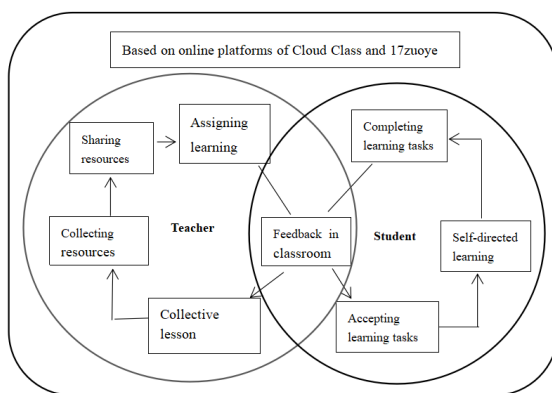 Based on online platforms of Cloud Class and 17zuoye
Sharing
resources
Assigning
learning
Completing
learning tasks
Collecting
resources
Teacher
Feedback in
classroom
Student
Self-directed
learning
Collective
lesson
Accepting
learning tasks